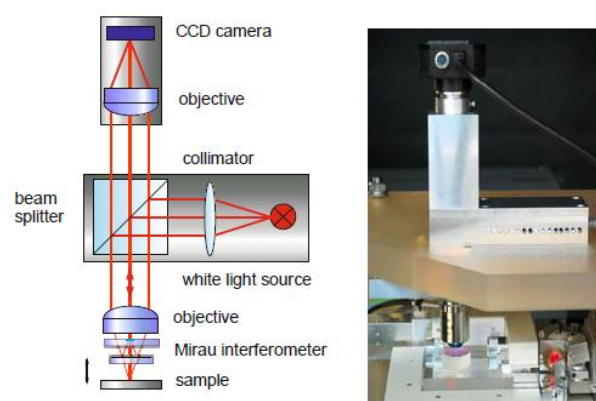 CCD camera
objective
collimator
beam
splitter
white light source
objective
Mirau interferometer
sample